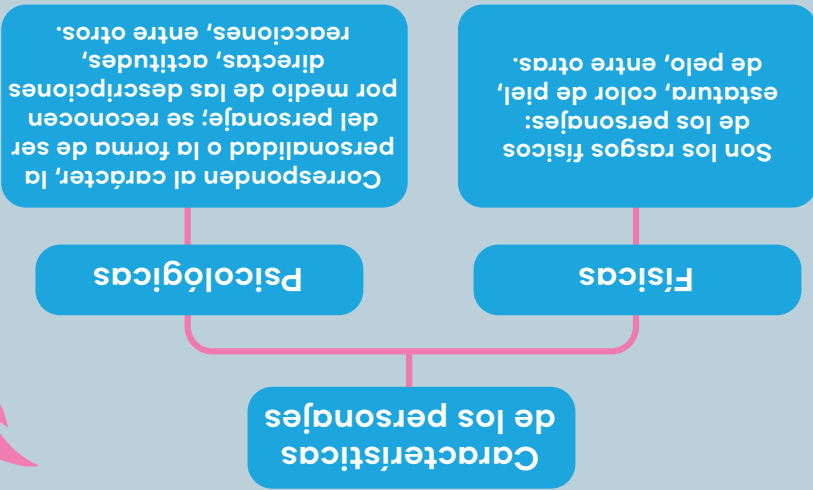 Características
de los personajes
Físicas
Son los rasgos físicos
de los personajes:
estatura, color de piel,
de pelo, entre otras.
Psicológicas
Corresponden al carácter, la
personalidad o la forma de ser
del personaje; se reconocen
por medio de las descripciones
directas, actitudes,
reacciones, entre otros.